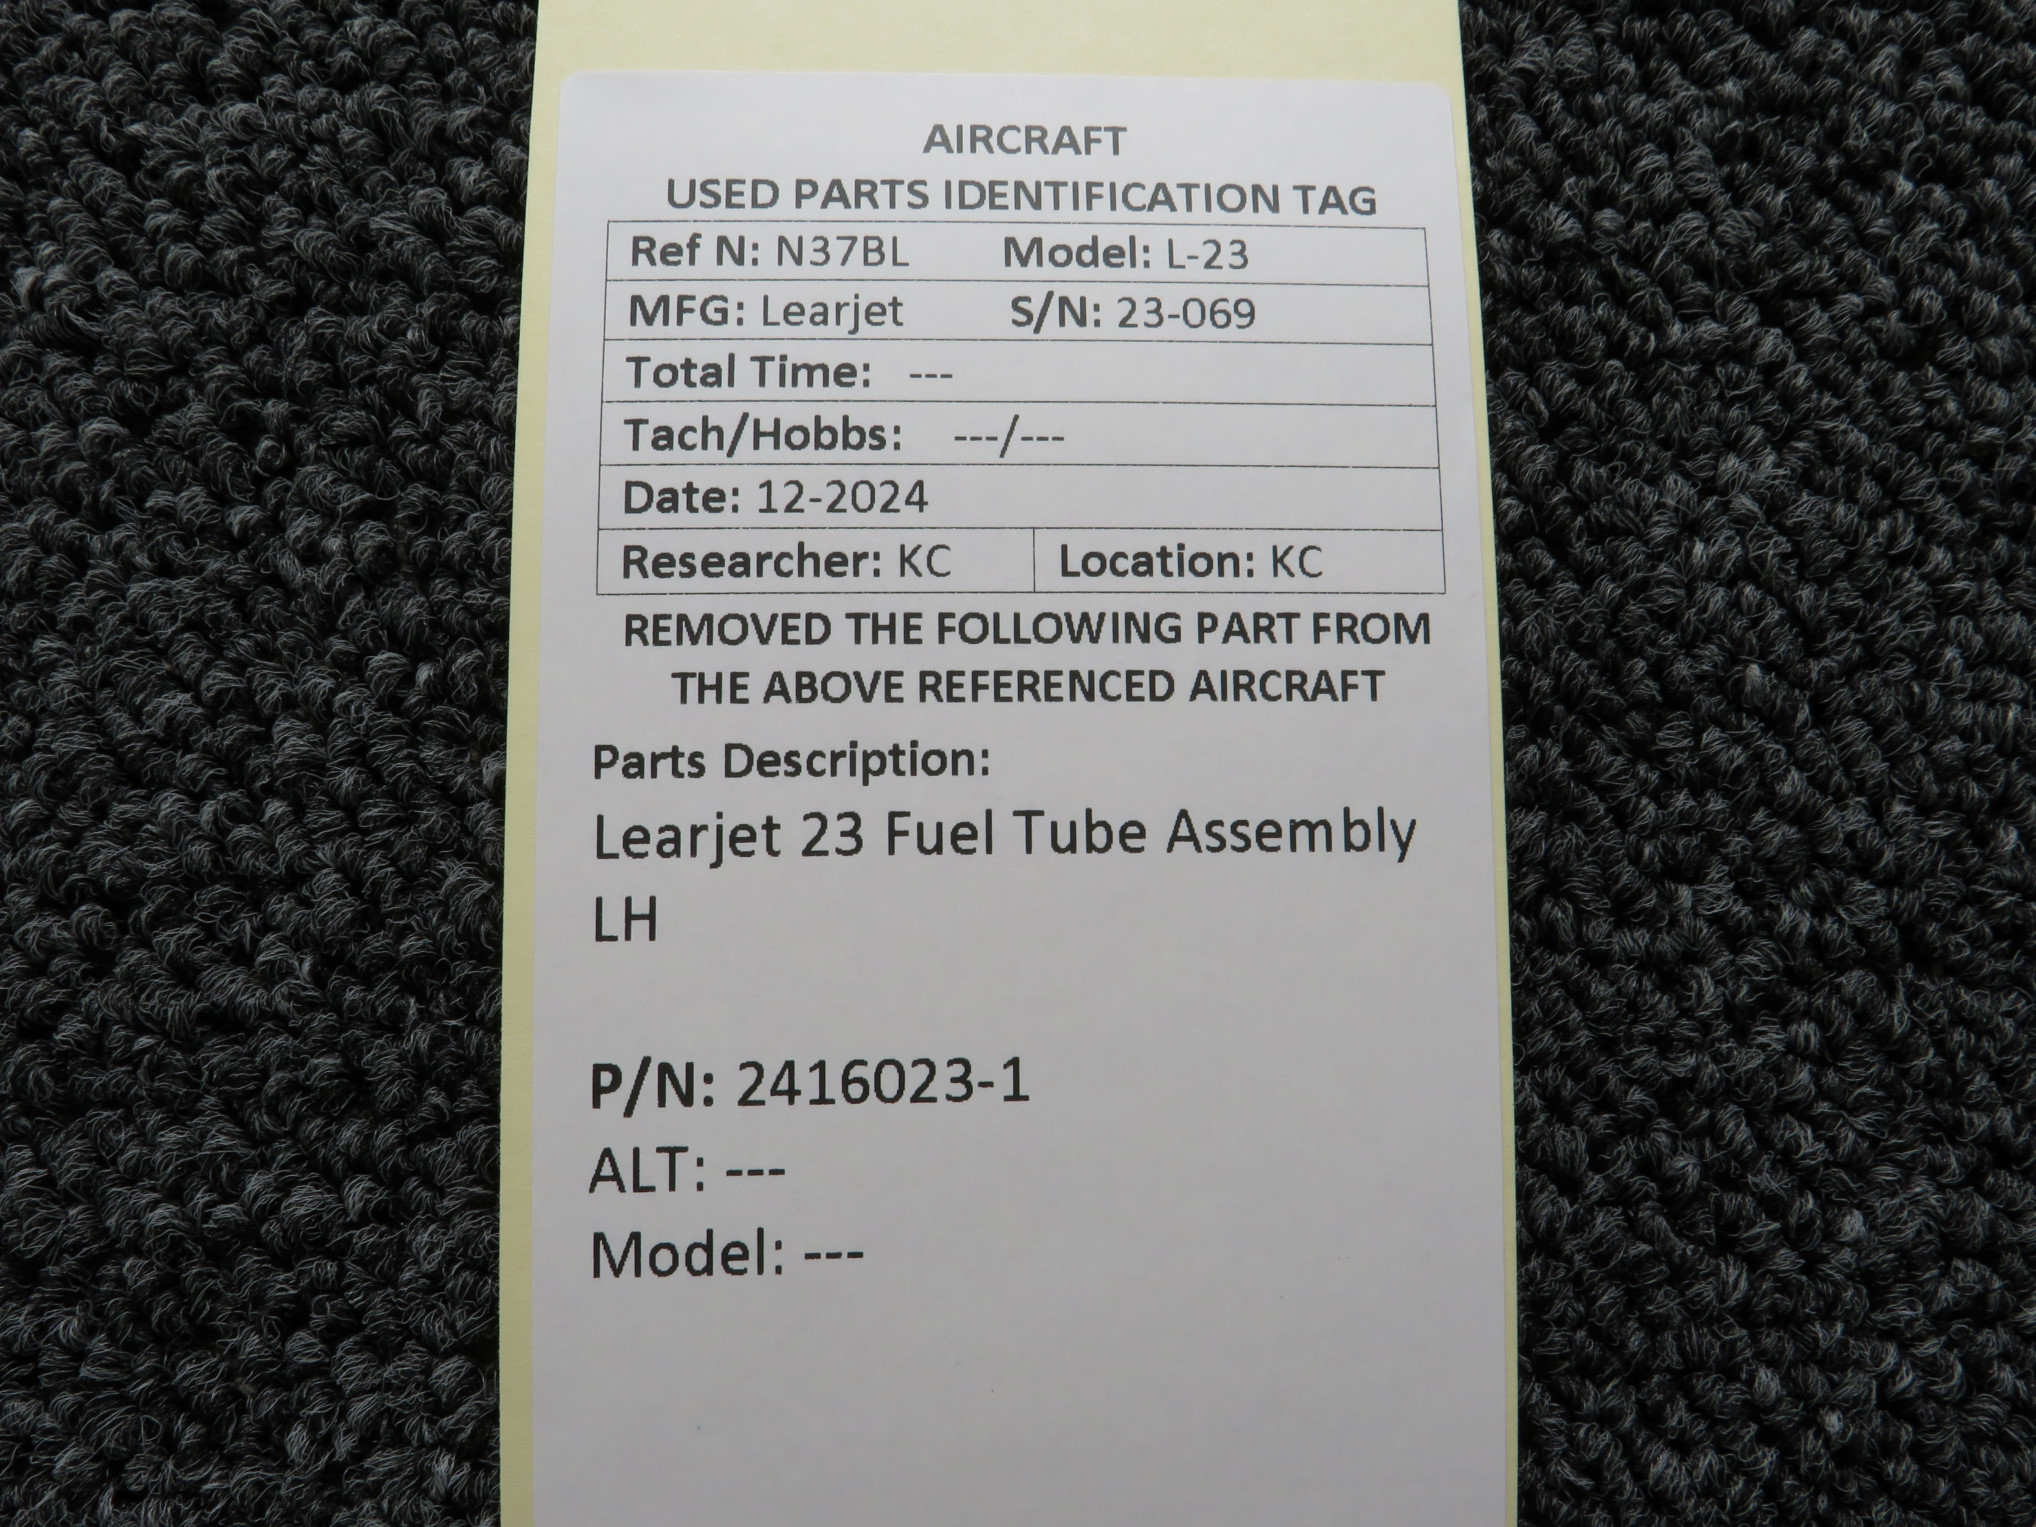 AIRCRAFT
USED PARTS IDENTIFICATION TAG
Ref N: N37BL Model: L-23
MFG: Learjet S/N: 23-069
Total Time: ---
Tach/Hobbs: ---/---
Date: 12-2024
Researcher: KC Location: KC
REMOVED THE FOLLOWING PART FROM
THE ABOVE REFERENCED AIRCRAFT
Parts Description:
Learjet 23 Fuel Tube Assembly
LH
P/N: 2416023-1
ALT: ---
Model: ---